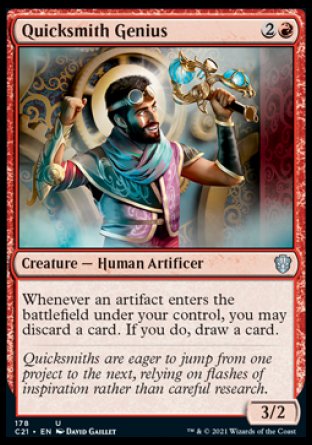 Quicksmith Genius 2
Creature — Human Artificer
Whenever an artifact enters the
battlefield under your control, you may
discard a card. If you do, draw a card.
Quicksmiths are eager to jump from one
project to the next, relying on flashes of
inspiration rather than careful research.
3/2
178 U
C21 • EN DAVID GAILLET
™ & © 2021 Wizards of the Coast